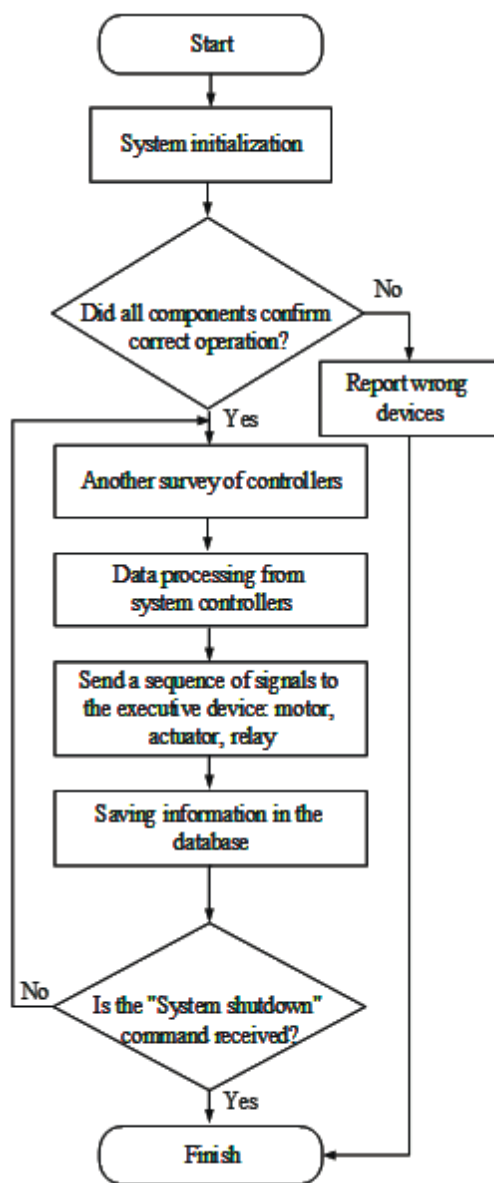 Start
System initialization
Did all components confirm
correct operation?
No
Report wrong
devices
Yes
Another survey of controllers
Data processing from
system controllers
Send a sequence of signals to
the executive device: motor,
actuator, relay
Saving information in the
database
No
Is the "System shutdown"
command received?
Yes
Finish